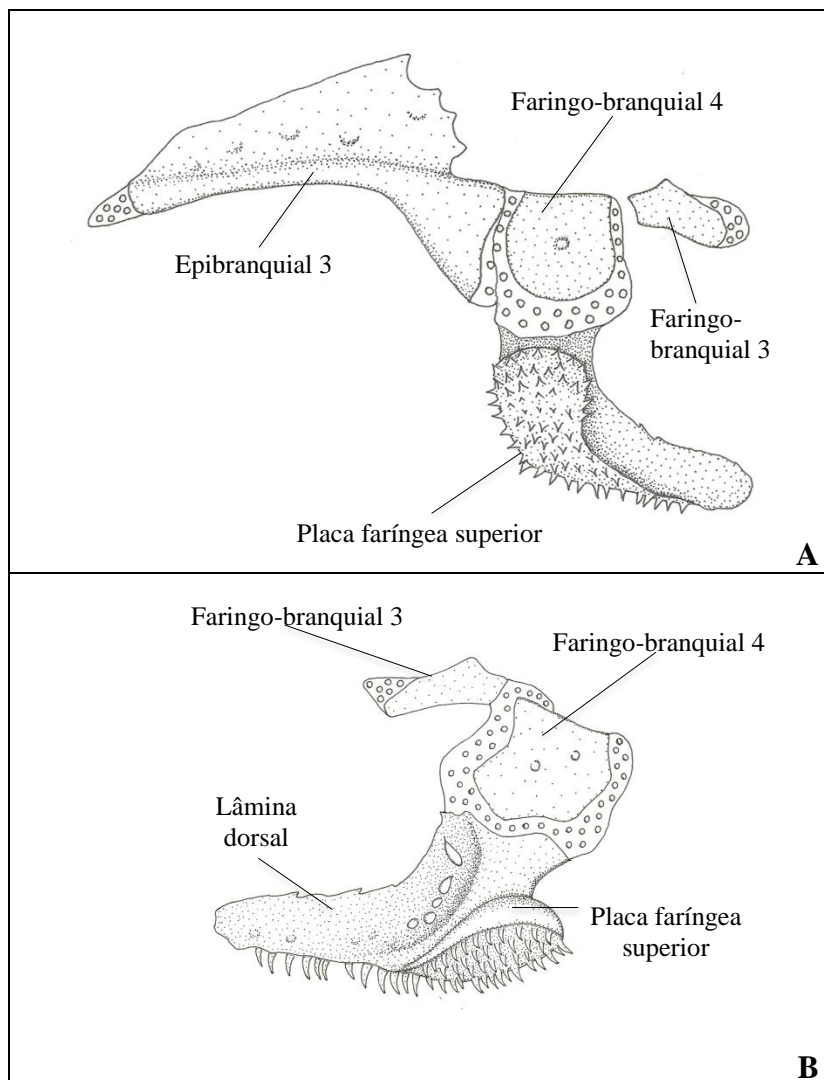 Faringo-branquial 4
Epibranquial 3
Faringo-
branquial 3
Placa faríngea superior
A
Faringo-branquial 3
Faringo-branquial 4
Lâmina
dorsal
Placa faríngea
superior
B